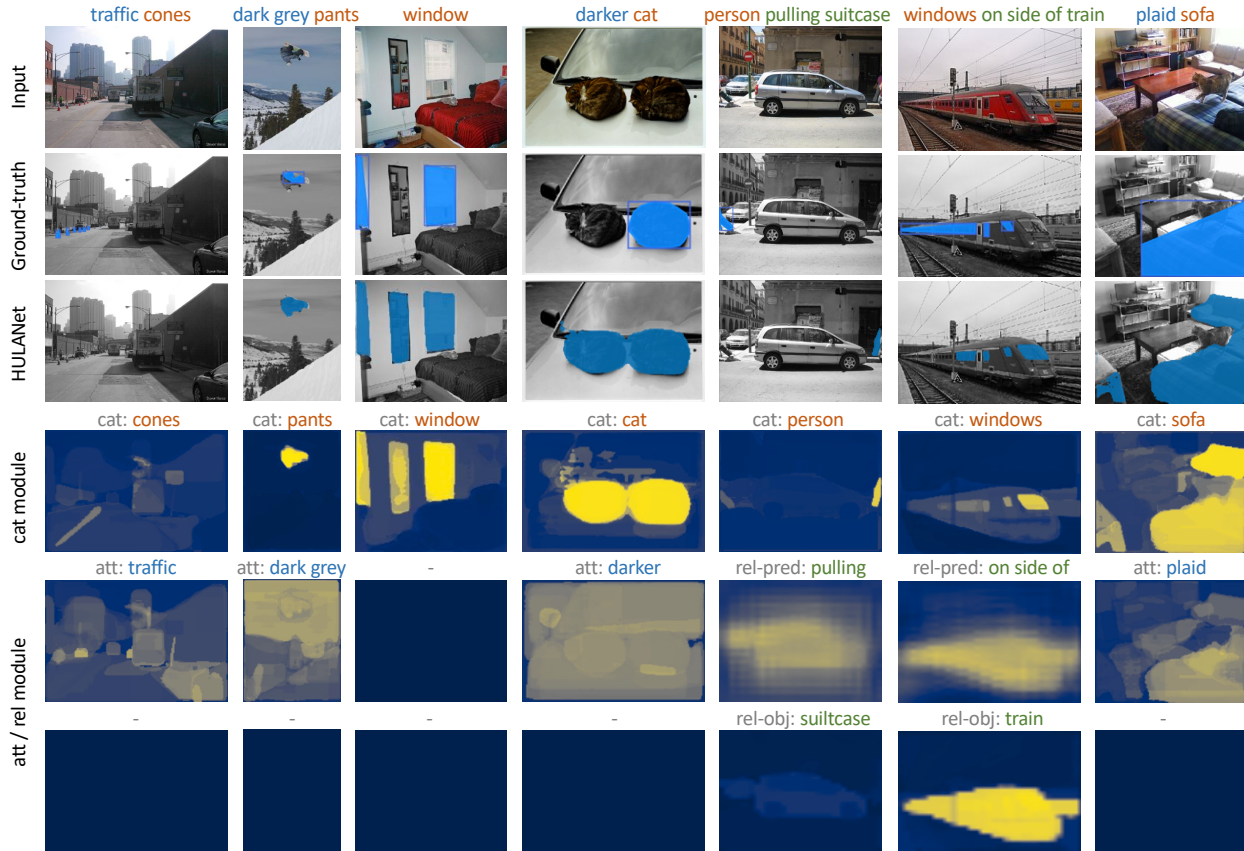 traffic cones dark grey pants window darker cat person pulling suitcase windows on side of train plaid sofa
Input
Ground-truth
HULANet
cat: cones cat: pants cat: window cat: cat cat: person cat: windows cat: sofa
cat module
att: traffic att: dark grey - att: darker rel-pred: pulling rel-pred: on side of att: plaid
att / rel module
- - - - rel-obj: suiltcase rel-obj: train -